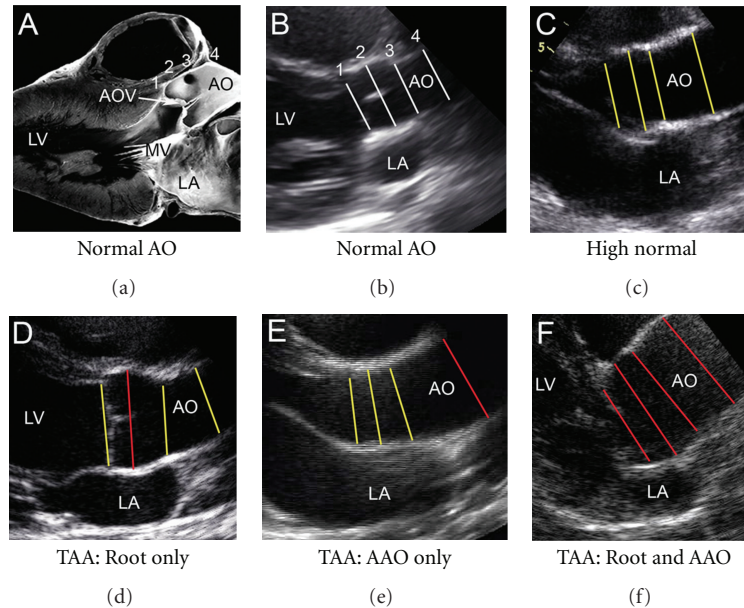 A
1 2 3 4
AO
AOV
LV
MV
LA
Normal AO
(a)
B
1 2 3 4
AO
LV
LA
Normal AO
(b)
C
5
AO
LA
High normal
(c)
D
LV
AO
LA
TAA: Root only
(d)
E
AO
LA
TAA: AAO only
(e)
F
LV
AO
LA
TAA: Root and AAO
(f)